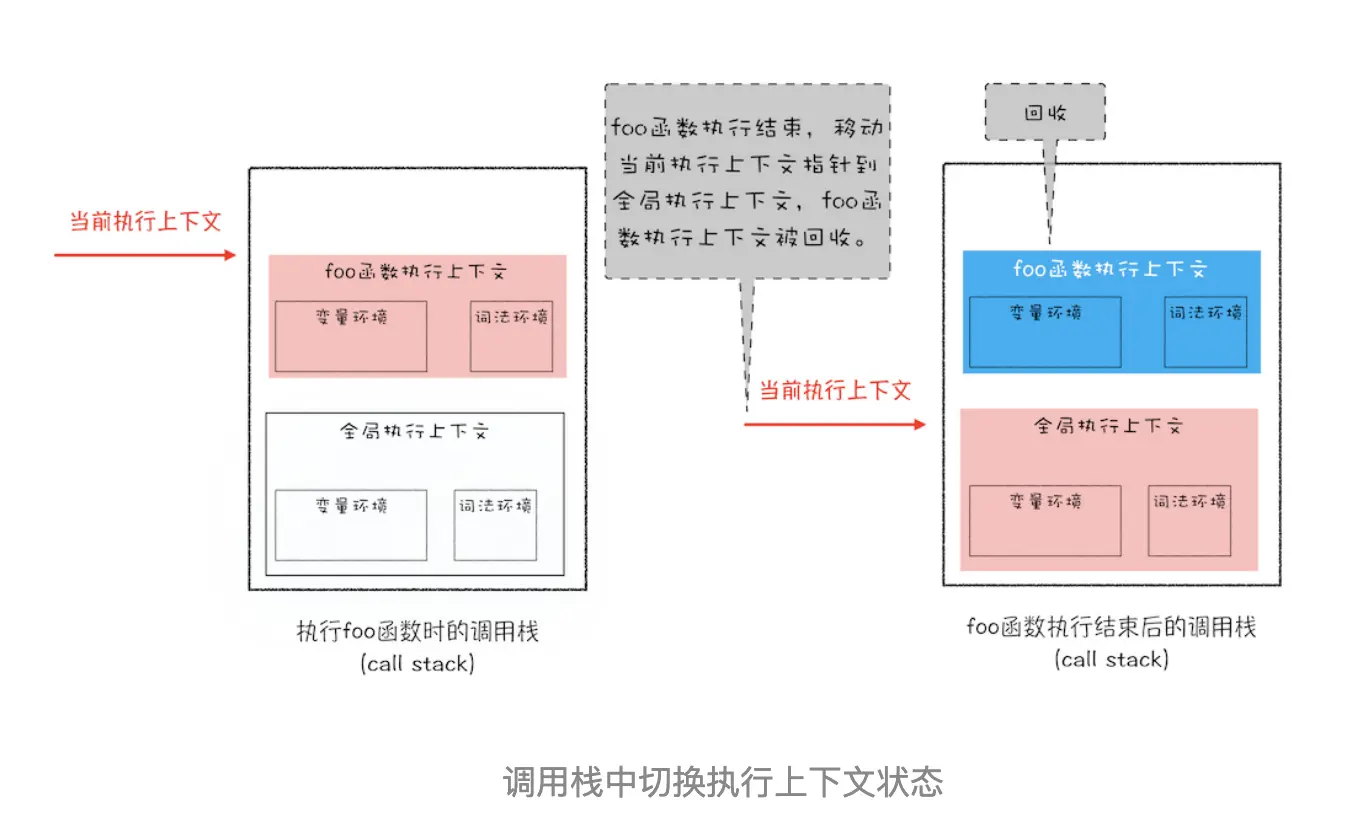 当前执行上下文
foo函数执行上下文
变量环境
词法环境
全局执行上下文
变量环境
词法环境
执行foo函数时的调用栈
(call stack)
foo函数执行结束，移动
当前执行上下文指针到
全局执行上下文，foo函
数执行上下文被回收。
当前执行上下文
回收
foo函数执行上下文
变量环境
词法环境
全局执行上下文
变量环境
词法环境
foo函数执行结束后的调用栈
(call stack)
调用栈中切换执行上下文状态